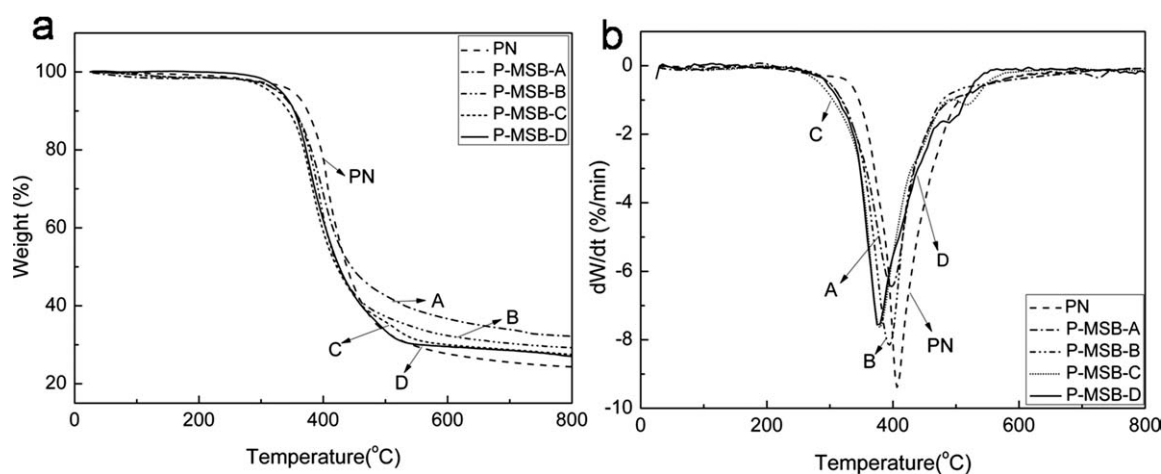 a
PN
P-MSB-A
P-MSB-B
P-MSB-C
P-MSB-D
100
80
60
40
20
Weight (%)
PN
A
B
C
D
0
200
400
600
800
Temperature(°C)
b
0
-2
-4
-6
-8
-10
dW/dt (%/min)
C
A
D
B
PN
PN
P-MSB-A
P-MSB-B
P-MSB-C
P-MSB-D
0
200
400
600
800
Temperature(°C)